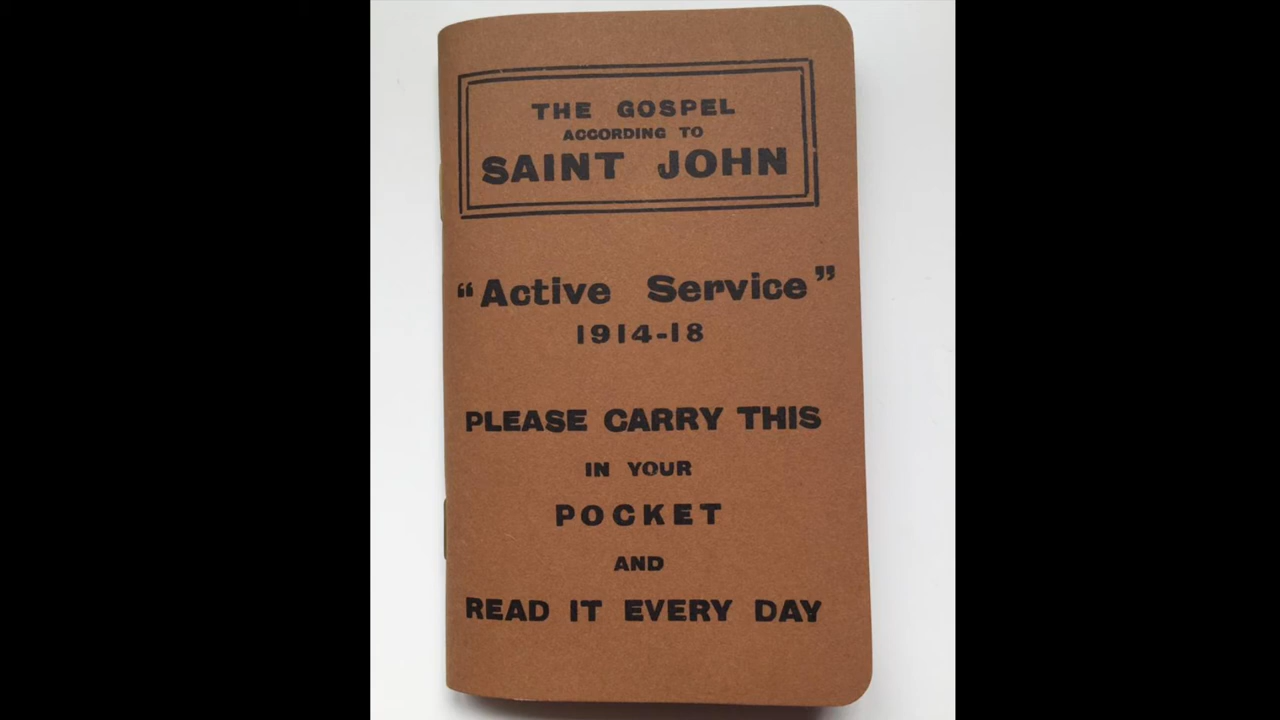 THE GOSPEL
ACCORDING TO
SAINT JOHN
"Active Service"
1914-18
PLEASE CARRY THIS
IN YOUR
POCKET
AND
READ IT EVERY DAY